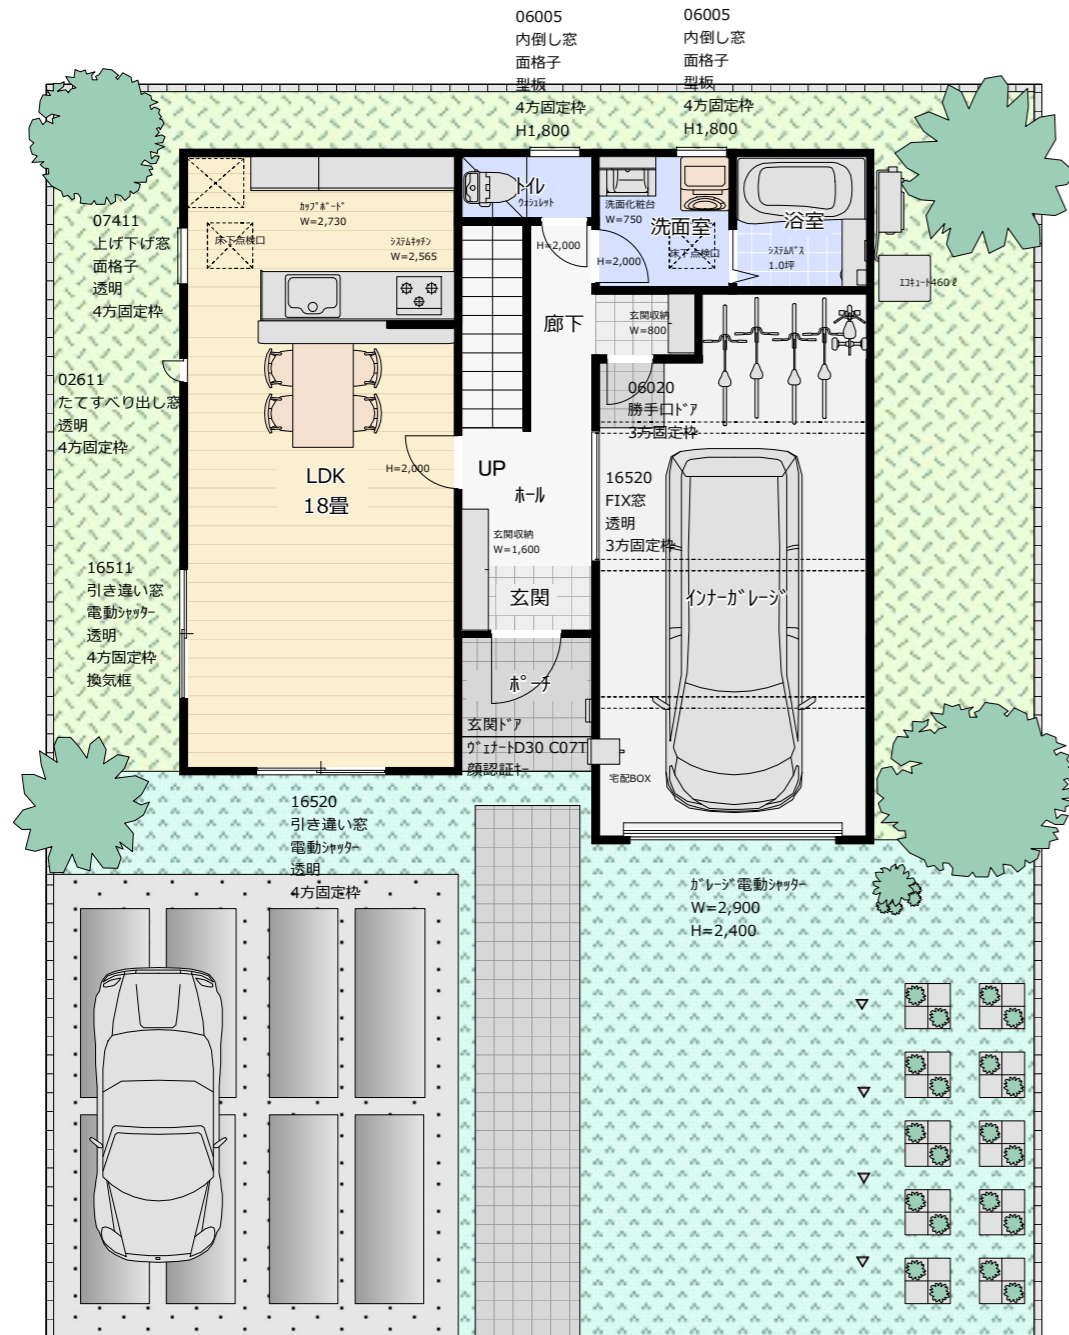 06005
内倒し窓
面格子
型板
4方固定枠
H1,800
06005
内倒し窓
面格子
型板
4方固定枠
H1,800
07411
上げ下げ窓
面格子
透明
4方固定枠
ｶｯﾌﾟﾎﾞｰﾄﾞ
W=2,730
床下点検口
ｼｽﾃﾑｷｯﾁﾝ
W=2,565
ﾄｲﾚ
ｳｫｼｭﾚｯﾄ
H=2,000
洗面化粧台
W=750
洗面室
床下点検口
H=2,000
浴室
ｼｽﾃﾑﾊﾞｽ
1.0坪
ｴｺｷｭｰﾄ460ℓ
廊下
玄関収納
W=800
02611
たてすべり出し窓
透明
4方固定枠
06020
勝手口ﾄﾞｱ
3方固定枠
LDK
18畳
H=2,000
UP
ﾎｰﾙ
16520
FIX窓
透明
3方固定枠
玄関収納
W=1,600
16511
引き違い窓
電動ｼｬｯﾀｰ
透明
4方固定枠
換気框
玄関
ｲﾝﾅｰｶﾞﾚｰｼﾞ
ﾎﾟｰﾁ
玄関ﾄﾞｱ
ｳﾞｪﾅｰﾄD30 C07T
顔認証ｷｰ
宅配BOX
16520
引き違い窓
電動ｼｬｯﾀｰ
透明
4方固定枠
ｶﾞﾚｰｼﾞ電動ｼｬｯﾀｰ
W=2,900
H=2,400